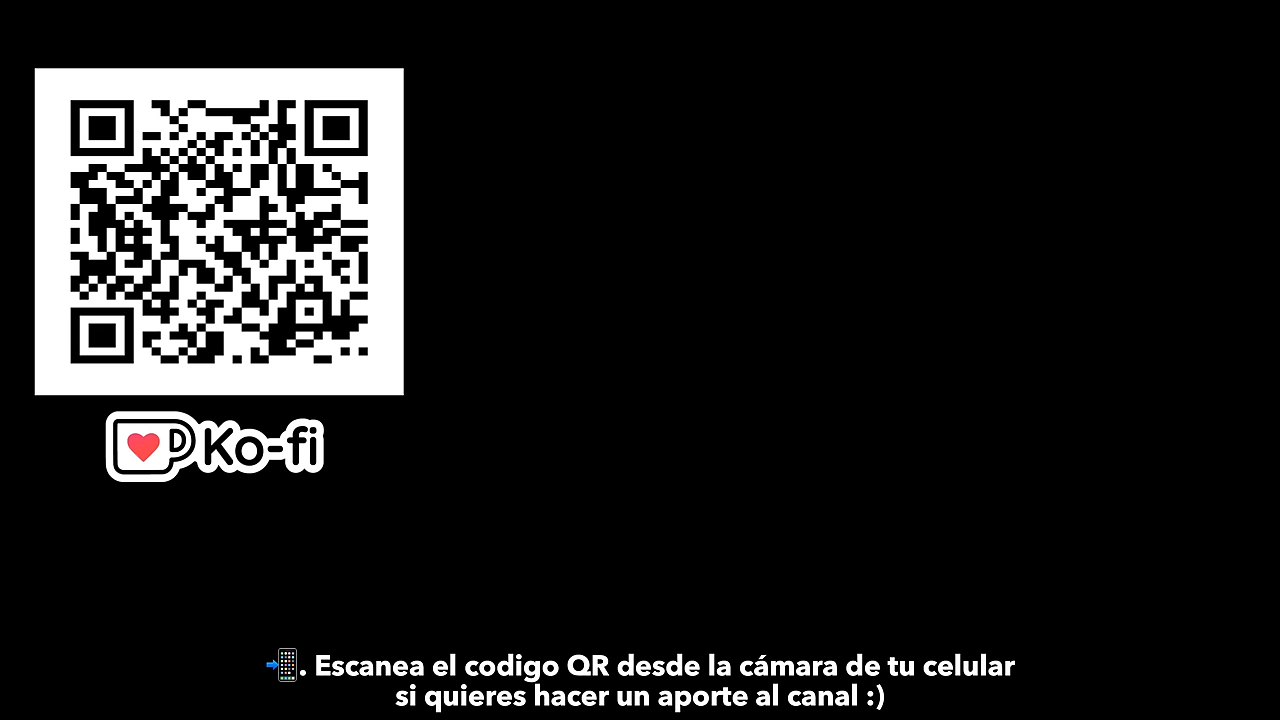 Ko-fi
📲. Escanea el codigo QR desde la cámara de tu celular
si quieres hacer un aporte al canal :)